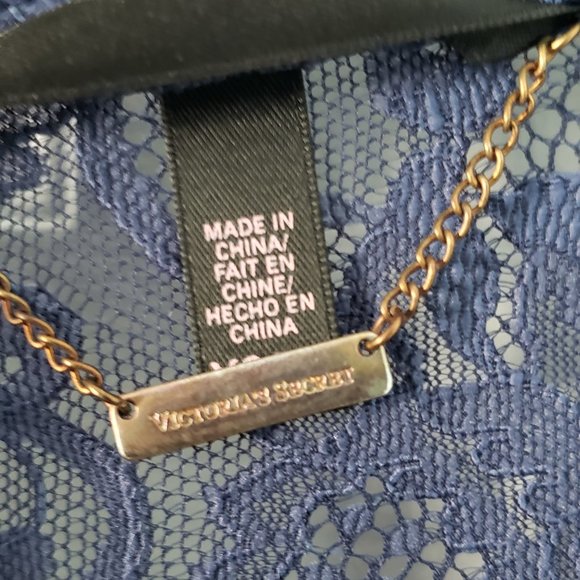 MADE IN
CHINA/
FAIT EN
CHINE/
HECHO EN
CHINA
VICTORIA'S SECRET